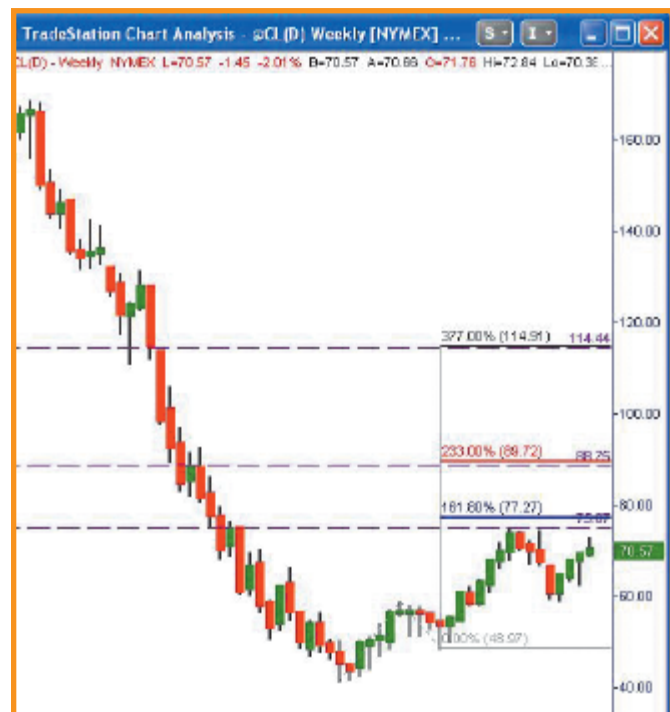 TradeStation Chart Analysis - @CL(D) Weekly [NYMEX] ... S I
CL(D) - Weekly NYMEX L=70.57 -1.45 -2.01% B=70.57 A=70.66 O=71.76 Hi=72.84 Lo=70.36...
160.00
140.00
120.00
377.00% (114.91) 114.44
100.00
233.00% (89.72) 88.75
80.00
161.80% (77.27)
70.57
60.00
0.00% (48.97)
40.00